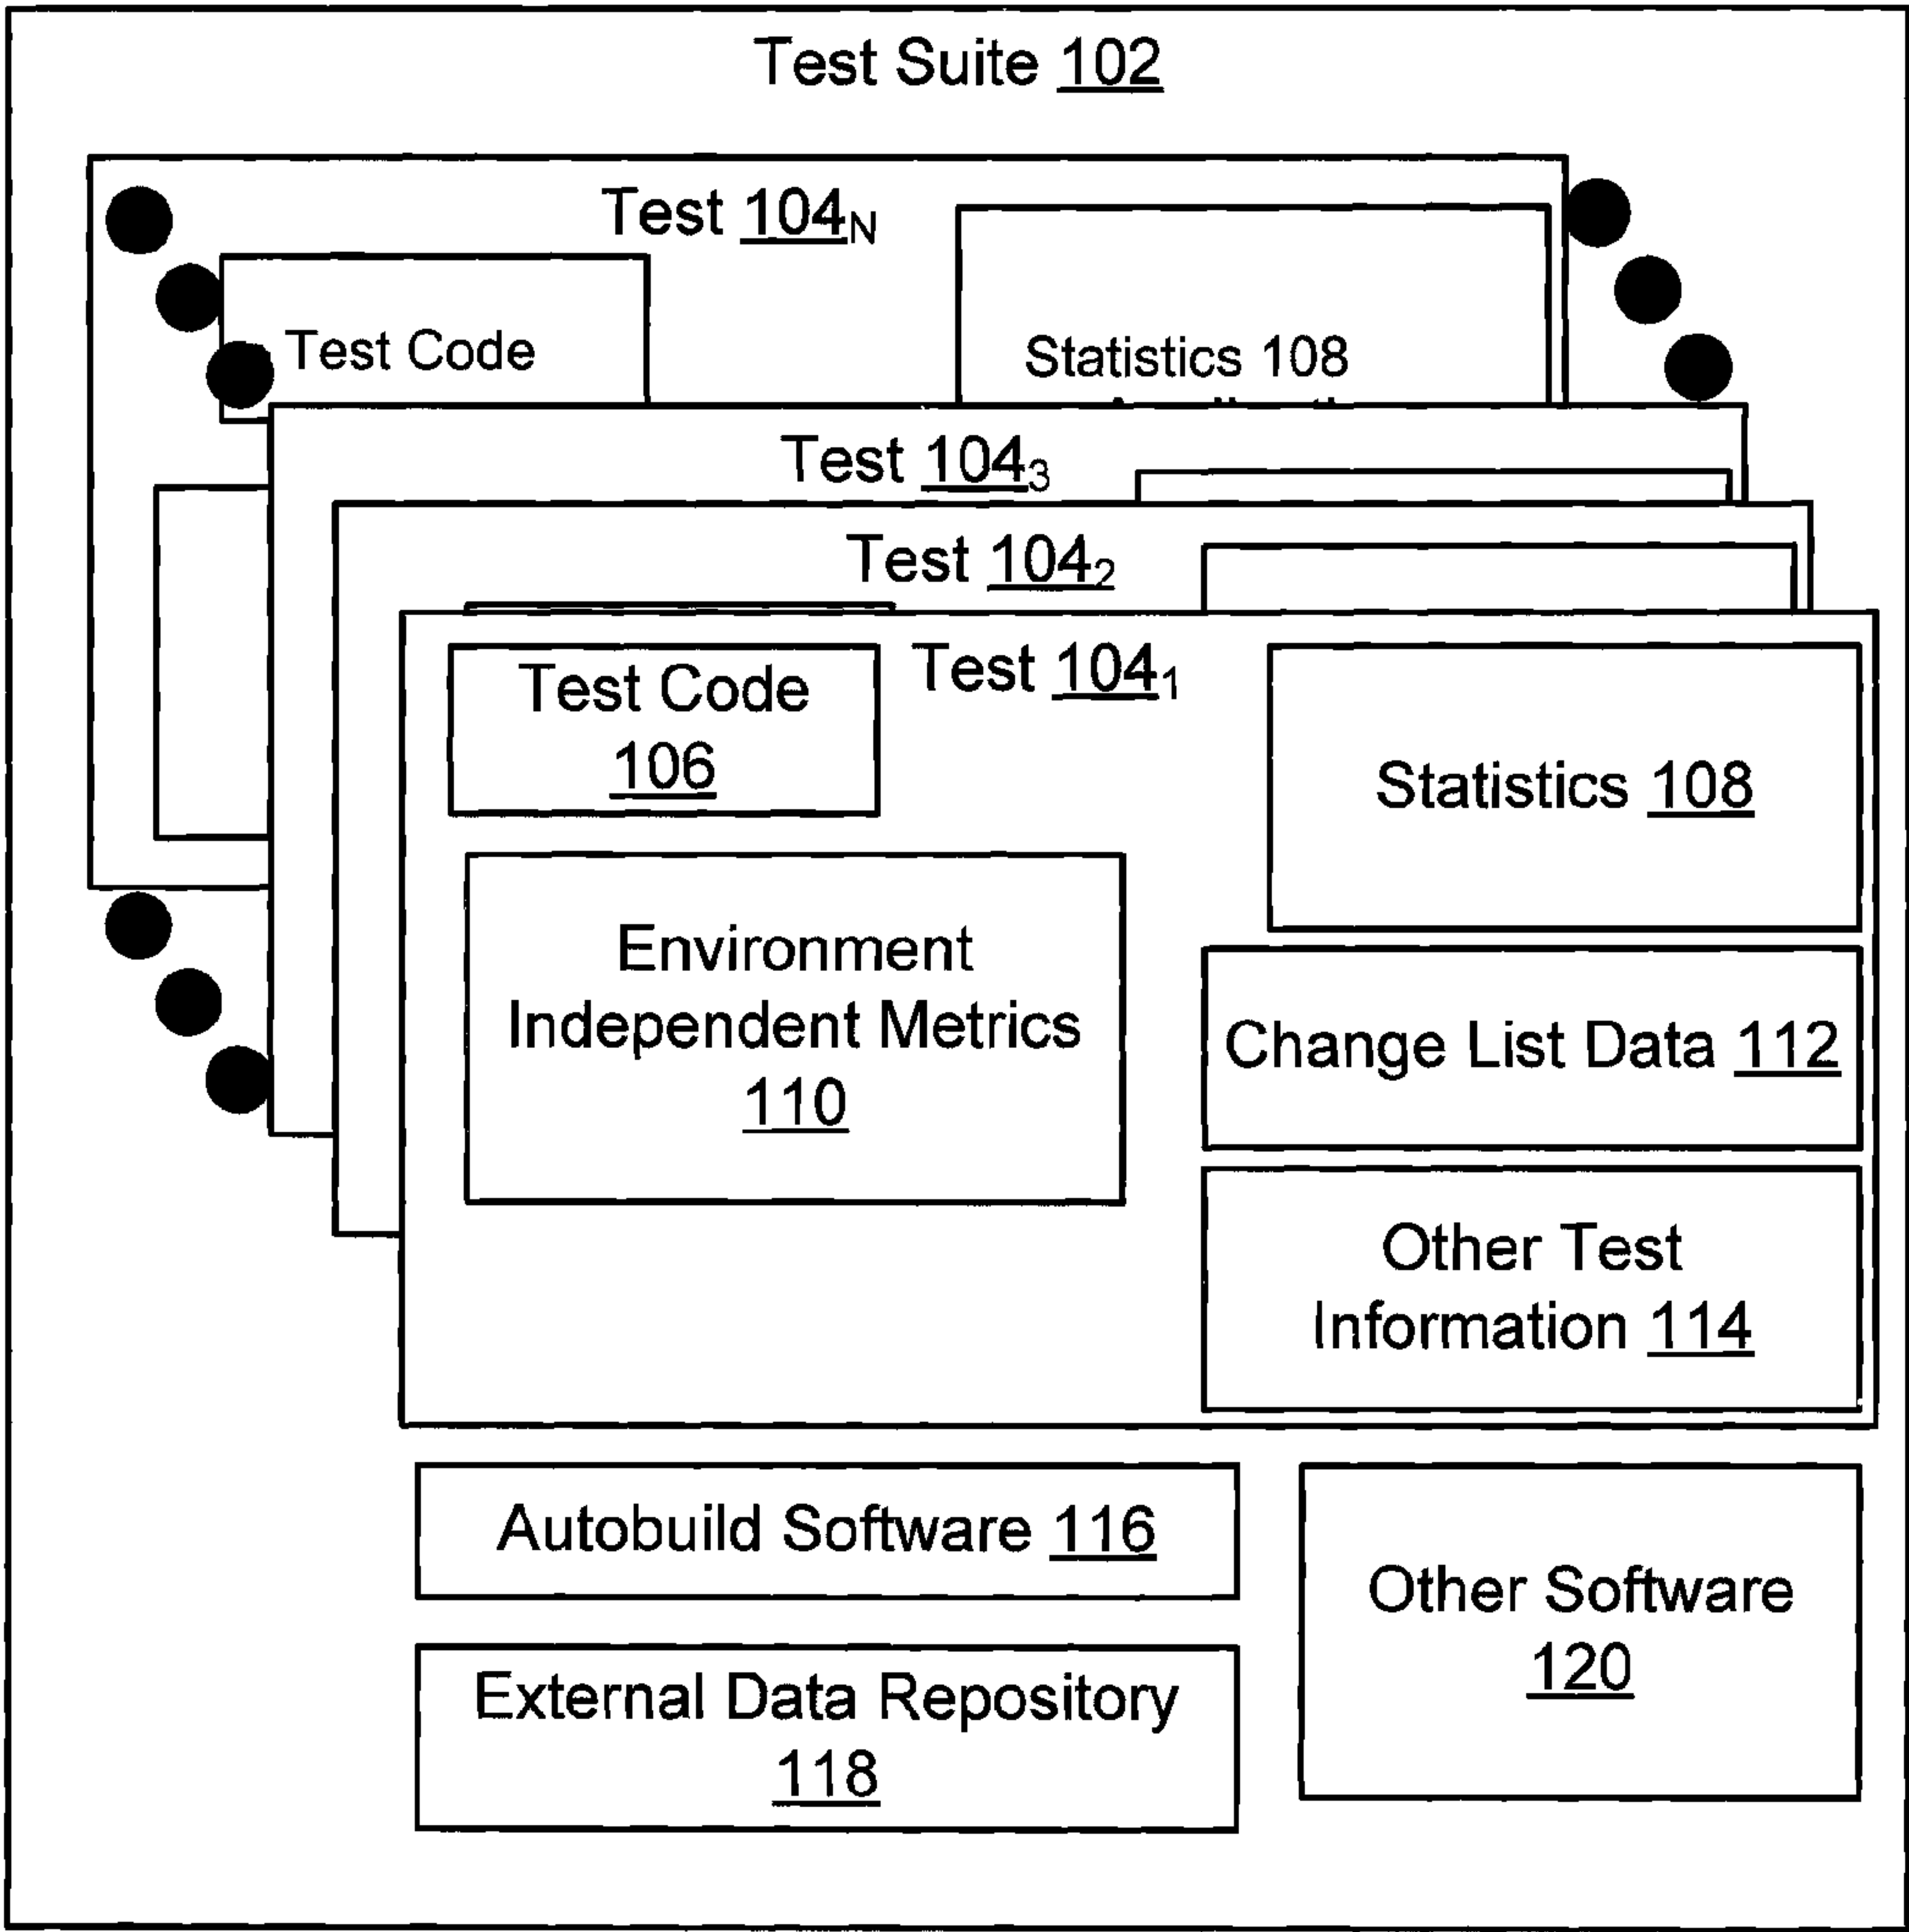 Test Suite 102
Test 104N
Test Code
Statistics 108
Test 1043
Test 1042
Test 1041
Test Code
106
Statistics 108
Environment
Independent Metrics
110
Change List Data 112
Other Test
Information 114
Autobuild Software 116
Other Software
120
External Data Repository
118